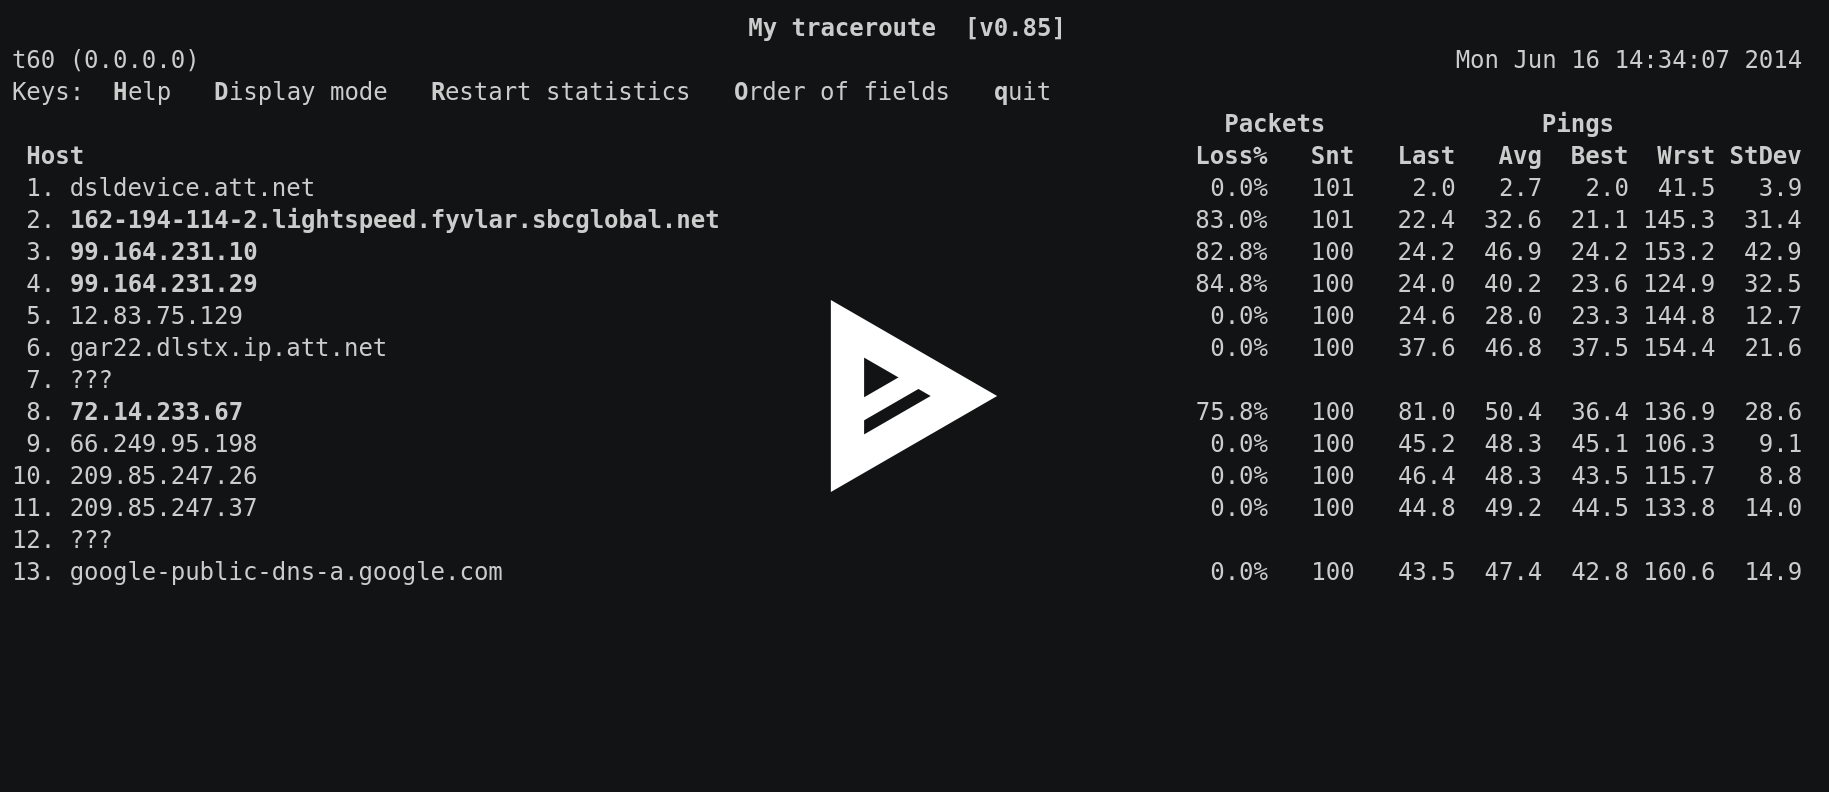 My traceroute  [v0.85]
t60 (0.0.0.0)                                                                                       Mon Jun 16 14:34:07 2014
Keys:  Help   Display mode   Restart statistics   Order of fields   quit
                                                                                    Packets               Pings
 Host                                                                             Loss%   Snt   Last   Avg  Best  Wrst StDev
 1. dsldevice.att.net                                                              0.0%   101    2.0   2.7   2.0  41.5   3.9
 2. 162-194-114-2.lightspeed.fyvlar.sbcglobal.net                                 83.0%   101   22.4  32.6  21.1 145.3  31.4
 3. 99.164.231.10                                                                 82.8%   100   24.2  46.9  24.2 153.2  42.9
 4. 99.164.231.29                                                                 84.8%   100   24.0  40.2  23.6 124.9  32.5
 5. 12.83.75.129                                                                   0.0%   100   24.6  28.0  23.3 144.8  12.7
 6. gar22.dlstx.ip.att.net                                                         0.0%   100   37.6  46.8  37.5 154.4  21.6
 7. ???
 8. 72.14.233.67                                                                  75.8%   100   81.0  50.4  36.4 136.9  28.6
 9. 66.249.95.198                                                                  0.0%   100   45.2  48.3  45.1 106.3   9.1
10. 209.85.247.26                                                                  0.0%   100   46.4  48.3  43.5 115.7   8.8
11. 209.85.247.37                                                                  0.0%   100   44.8  49.2  44.5 133.8  14.0
12. ???
13. google-public-dns-a.google.com                                                 0.0%   100   43.5  47.4  42.8 160.6  14.9